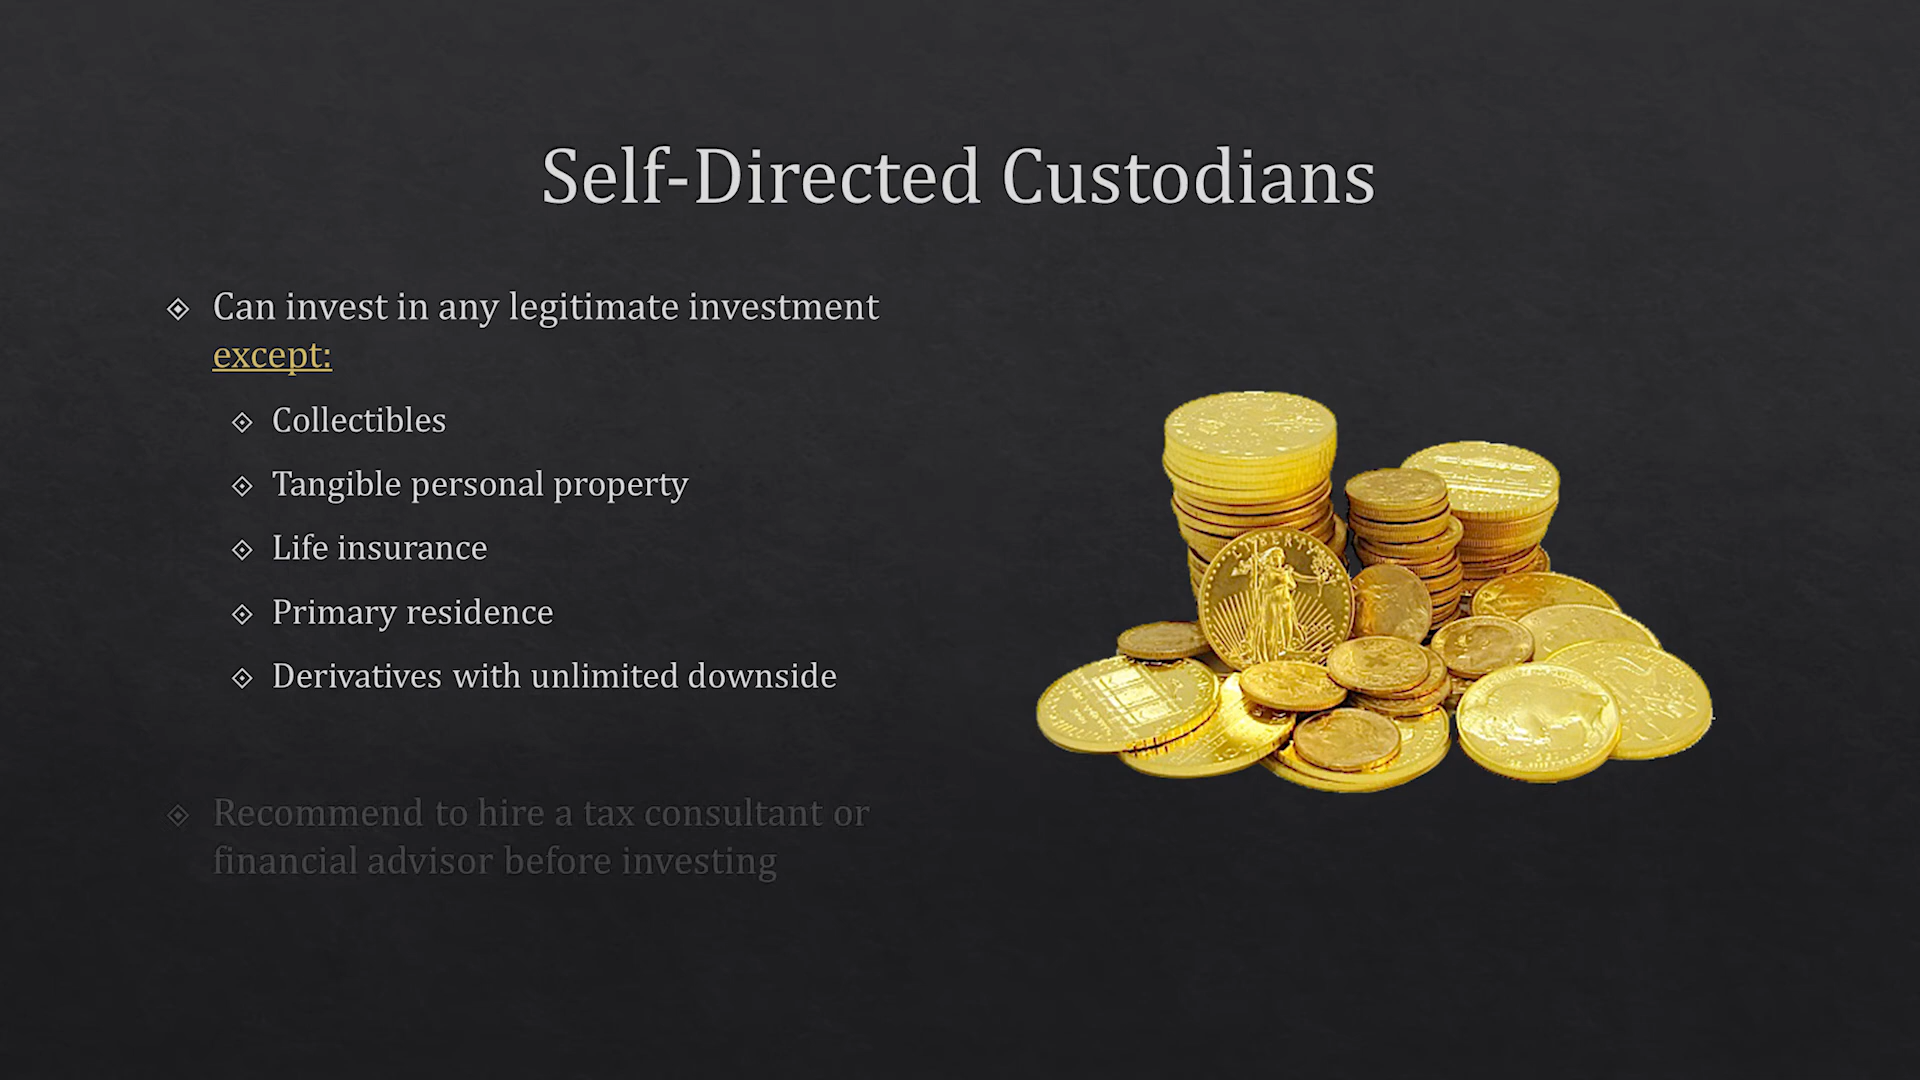 Self-Directed Custodians
Can invest in any legitimate investment
except:
Collectibles
Tangible personal property
Life insurance
Primary residence
Derivatives with unlimited downside
Recommend to hire a tax consultant or
financial advisor before investing
LIBERTY